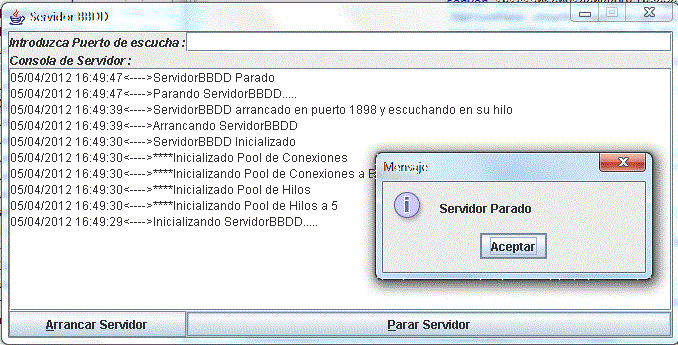 Servidor BBDD
Introduzca Puerto de escucha :
Consola de Servidor :
05/04/2012 16:49:47<---->ServidorBBDD Parado
05/04/2012 16:49:47<---->Parando ServidorBBDD.....
05/04/2012 16:49:39<---->ServidorBBDD arrancado en puerto 1898 y escuchando en su hilo
05/04/2012 16:49:39<---->Arrancando ServidorBBDD
05/04/2012 16:49:30<---->ServidorBBDD Inicializado
05/04/2012 16:49:30<---->****Inicializado Pool de Conexiones
05/04/2012 16:49:30<---->****Inicializando Pool de Conexiones a
05/04/2012 16:49:30<---->****Inicializado Pool de Hilos
05/04/2012 16:49:30<---->****Inicializando Pool de Hilos a 5
05/04/2012 16:49:29<---->Inicializando ServidorBBDD.....
Mensaje
Servidor Parado
Aceptar
Arrancar Servidor
Parar Servidor